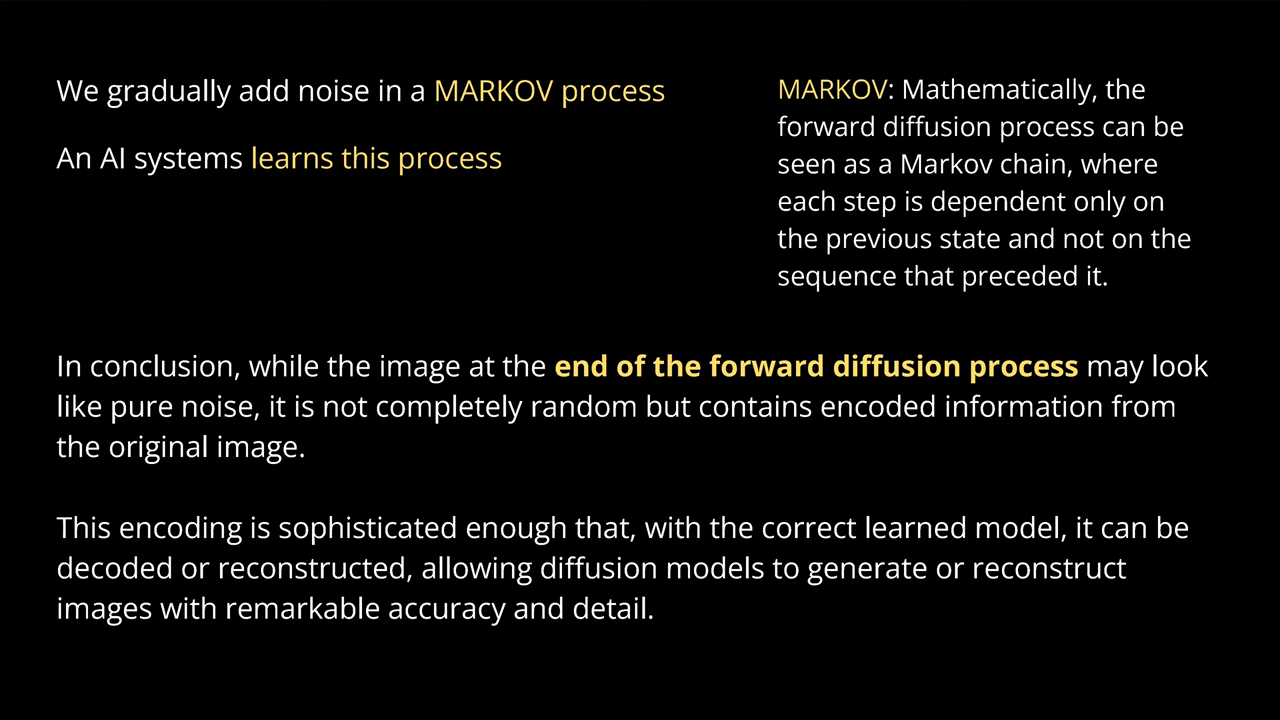 We gradually add noise in a MARKOV process
An AI systems learns this process
MARKOV: Mathematically, the
forward diffusion process can be
seen as a Markov chain, where
each step is dependent only on
the previous state and not on the
sequence that preceded it.
In conclusion, while the image at the end of the forward diffusion process may look
like pure noise, it is not completely random but contains encoded information from
the original image.
This encoding is sophisticated enough that, with the correct learned model, it can be
decoded or reconstructed, allowing diffusion models to generate or reconstruct
images with remarkable accuracy and detail.